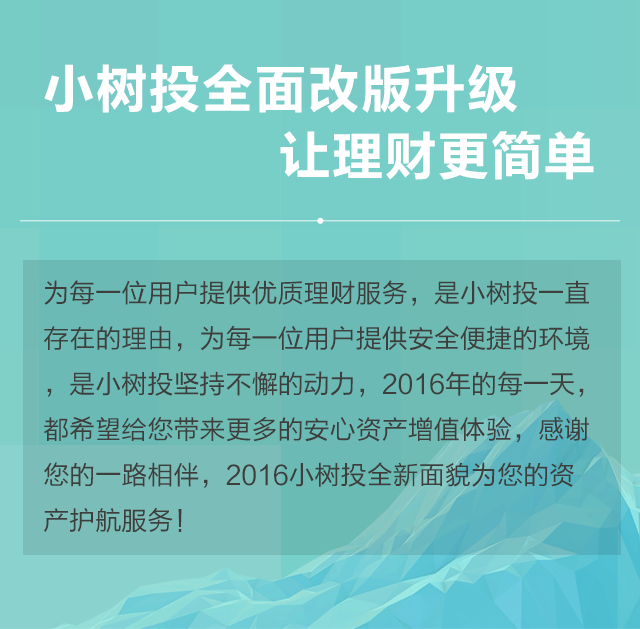 小树投全面改版升级
让理财更简单
为每一位用户提供优质理财服务，是小树投一直
存在的理由，为每一位用户提供安全便捷的环境
，是小树投坚持不懈的动力，2016年的每一天，
都希望给您带来更多的安心资产增值体验，感谢
您的一路相伴，2016小树投全新面貌为您的资
产护航服务！